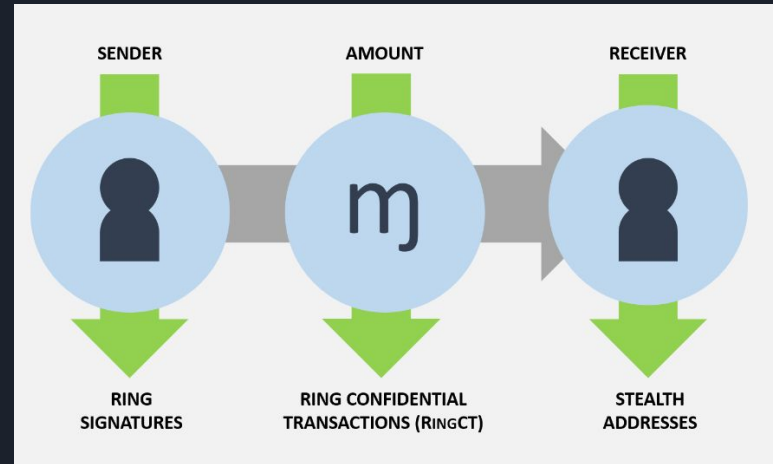 SENDER
AMOUNT
RECEIVER
ɱ
RING
SIGNATURES
RING CONFIDENTIAL
TRANSACTIONS (RINGCT)
STEALTH
ADDRESSES